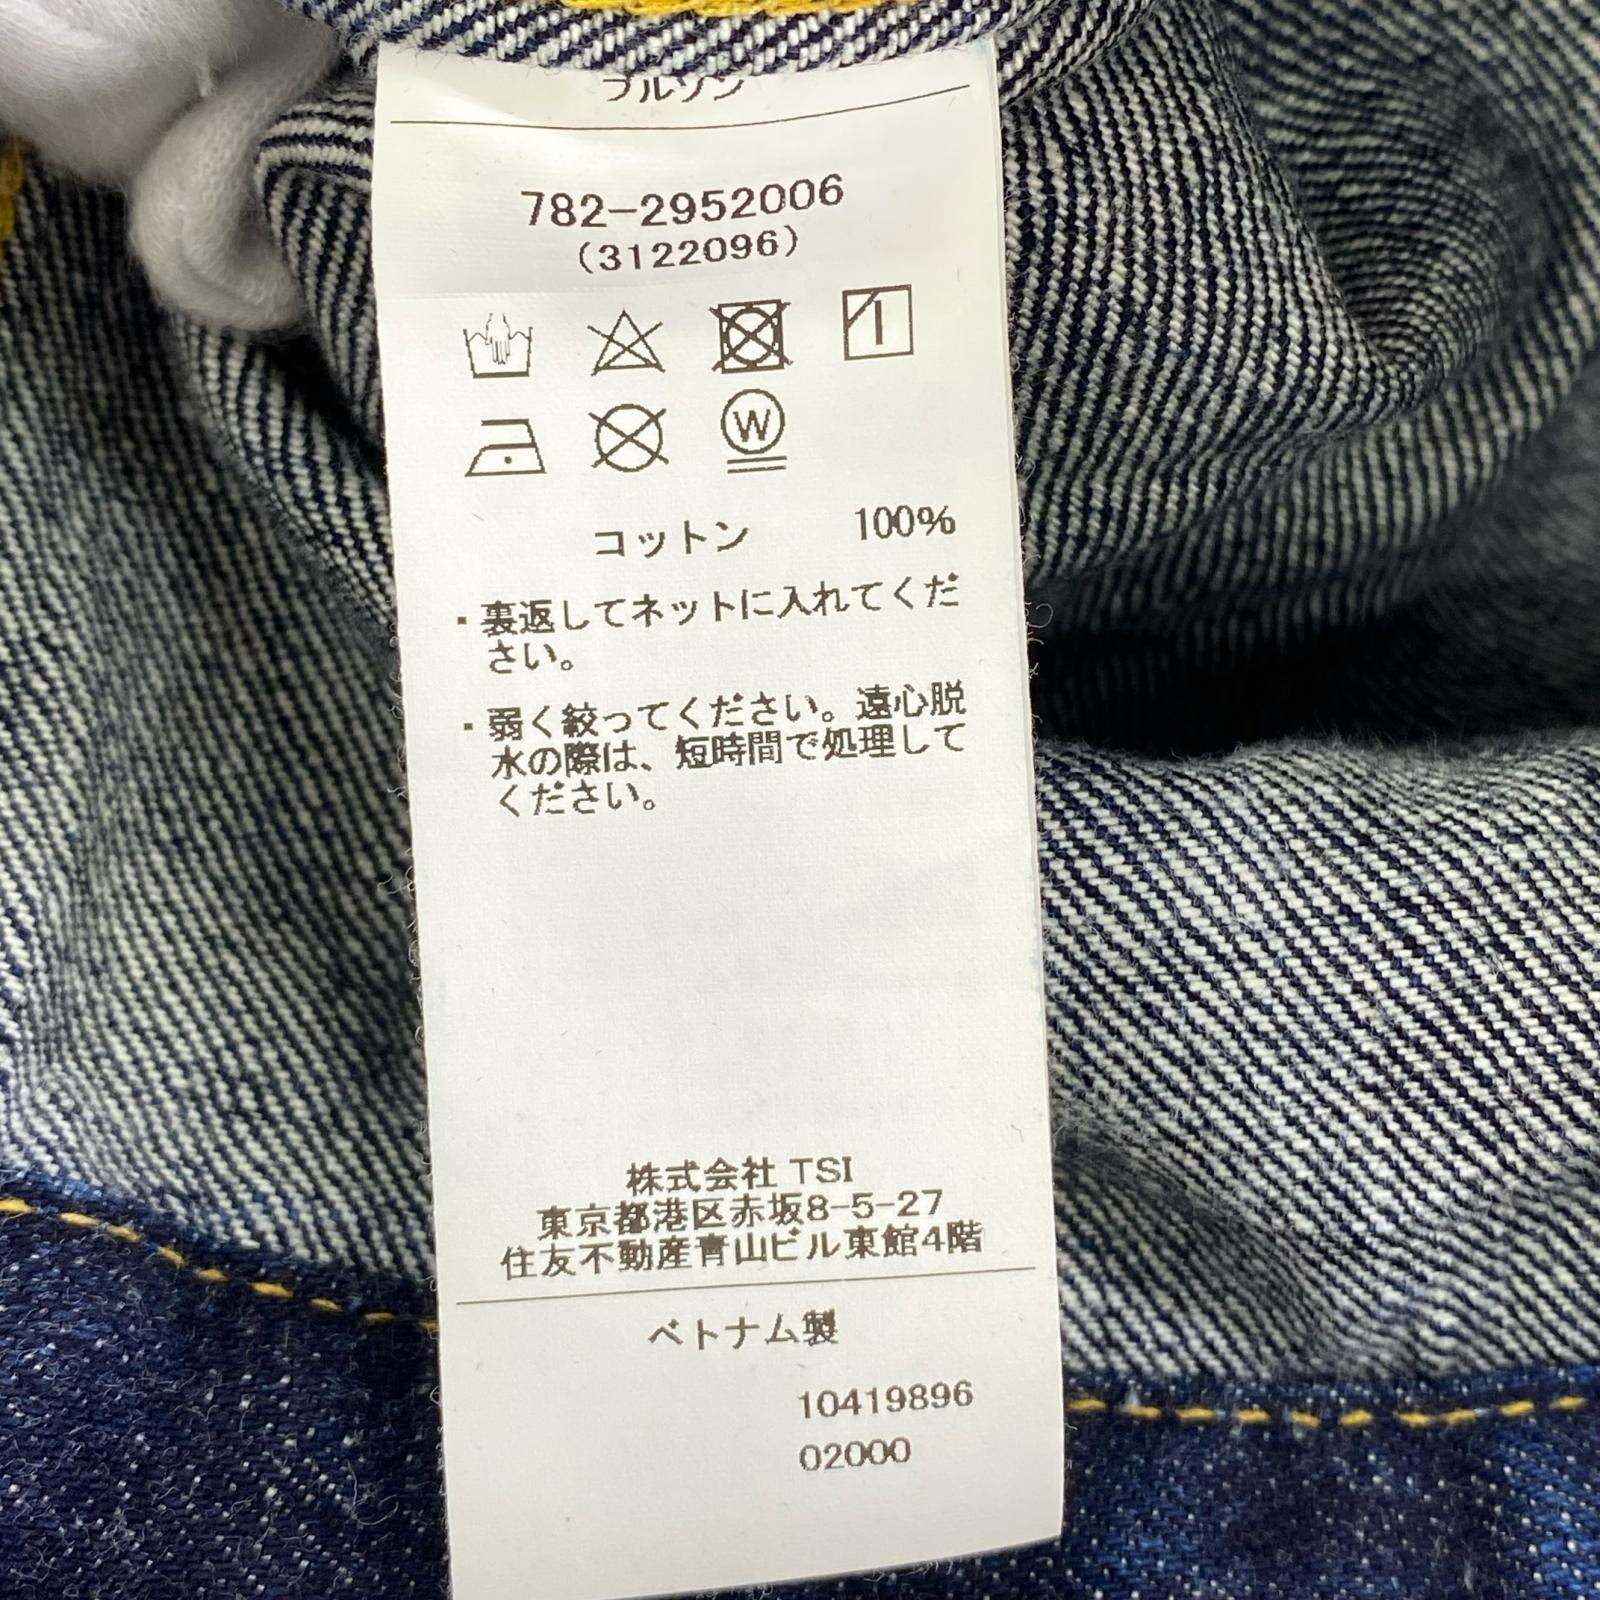 ブルゾン
782-2952006
(3122096)
W
コットン 100%
・裏返してネットに入れてくだ
さい。
・弱く絞ってください。遠心脱
水の際は、短時間で処理して
ください。
株式会社 TSI
東京都港区赤坂8-5-27
住友不動産青山ビル東館4階
ベトナム製
10419896
02000